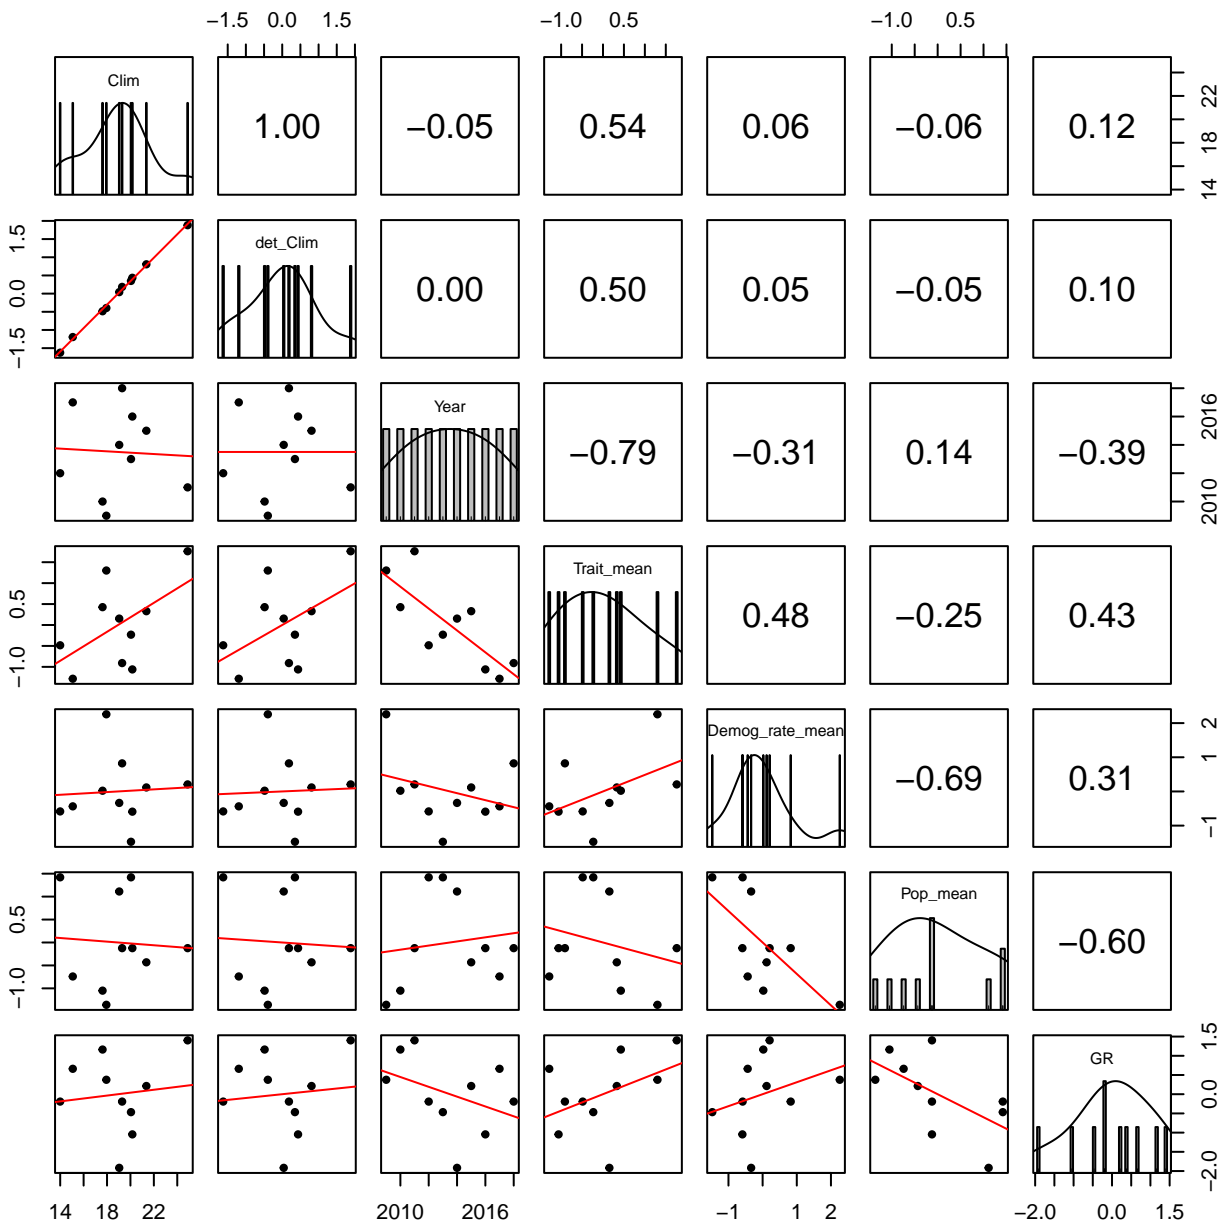 −1.5 0.0 1.5 −1.0 0.5 −1.0 0.5
Clim 1.00 −0.05 0.54 0.06 −0.06 0.12 14 18 22
−1.5 0.0 1.5 det_Clim 0.00 0.50 0.05 −0.05 0.10
Year −0.79 −0.31 0.14 −0.39 2010 2016
−1.0 0.5 Trait_mean 0.48 −0.25 0.43
Demog_rate_mean −0.69 0.31 −1 1 2
−1.0 0.5 Pop_mean −0.60
GR −2.0 0.0 1.5
14 18 22 2010 2016 −1 1 2 −2.0 0.0 1.5